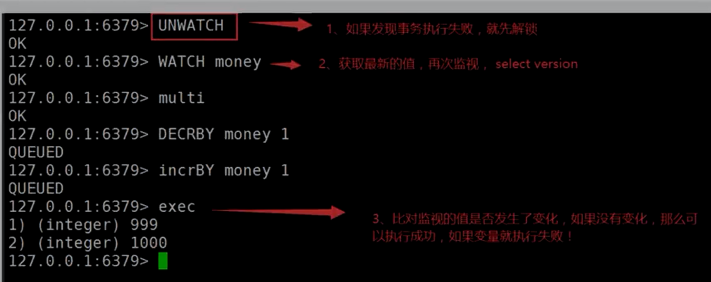 127.0.0.1:6379> UNWATCH 1、如果发现事务执行失败，就先解锁
OK
127.0.0.1:6379> WATCH money 2、获取最新的值，再次监视， select version
OK
127.0.0.1:6379> multi
OK
127.0.0.1:6379> DECRBY money 1
QUEUED
127.0.0.1:6379> incrBY money 1
QUEUED
127.0.0.1:6379> exec
3、比对监视的值是否发生了变化，如果没有变化，那么可
1) (integer) 999
以执行成功，如果变量就执行失败！
2) (integer) 1000
127.0.0.1:6379>